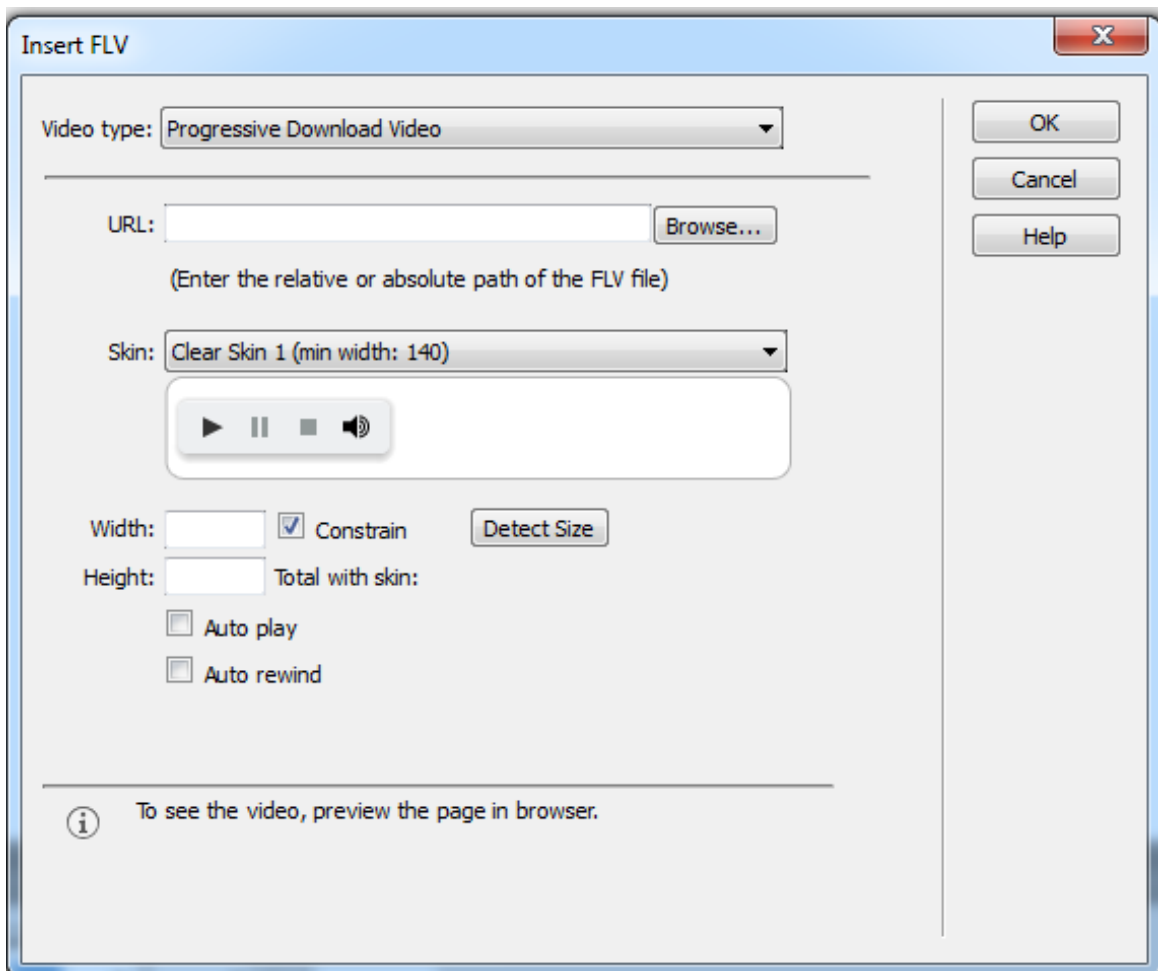 Insert FLV
Video type: Progressive Download Video
OK
Cancel
Help
URL: Browse...
(Enter the relative or absolute path of the FLV file)
Skin: Clear Skin 1 (min width: 140)
Width: Constrain Detect Size
Height: Total with skin:
Auto play
Auto rewind
To see the video, preview the page in browser.